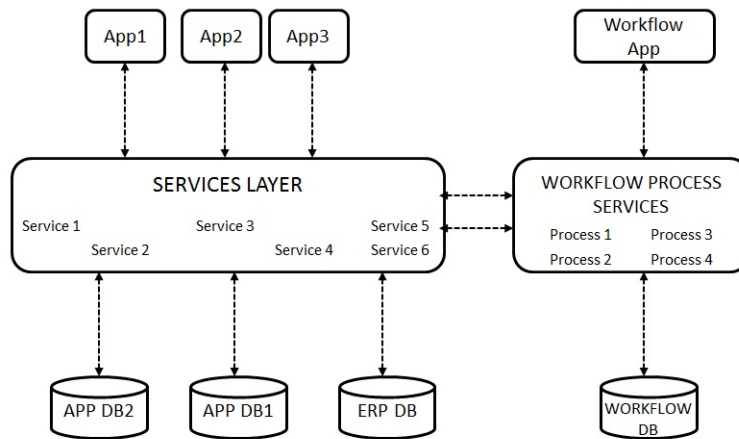 App1
App2
App3
Workflow
App
SERVICES LAYER
Service 1
Service 3
Service 5
Service 2
Service 4
Service 6
WORKFLOW PROCESS
SERVICES
Process 1
Process 3
Process 2
Process 4
APP DB2
APP DB1
ERP DB
WORKFLOW
DB